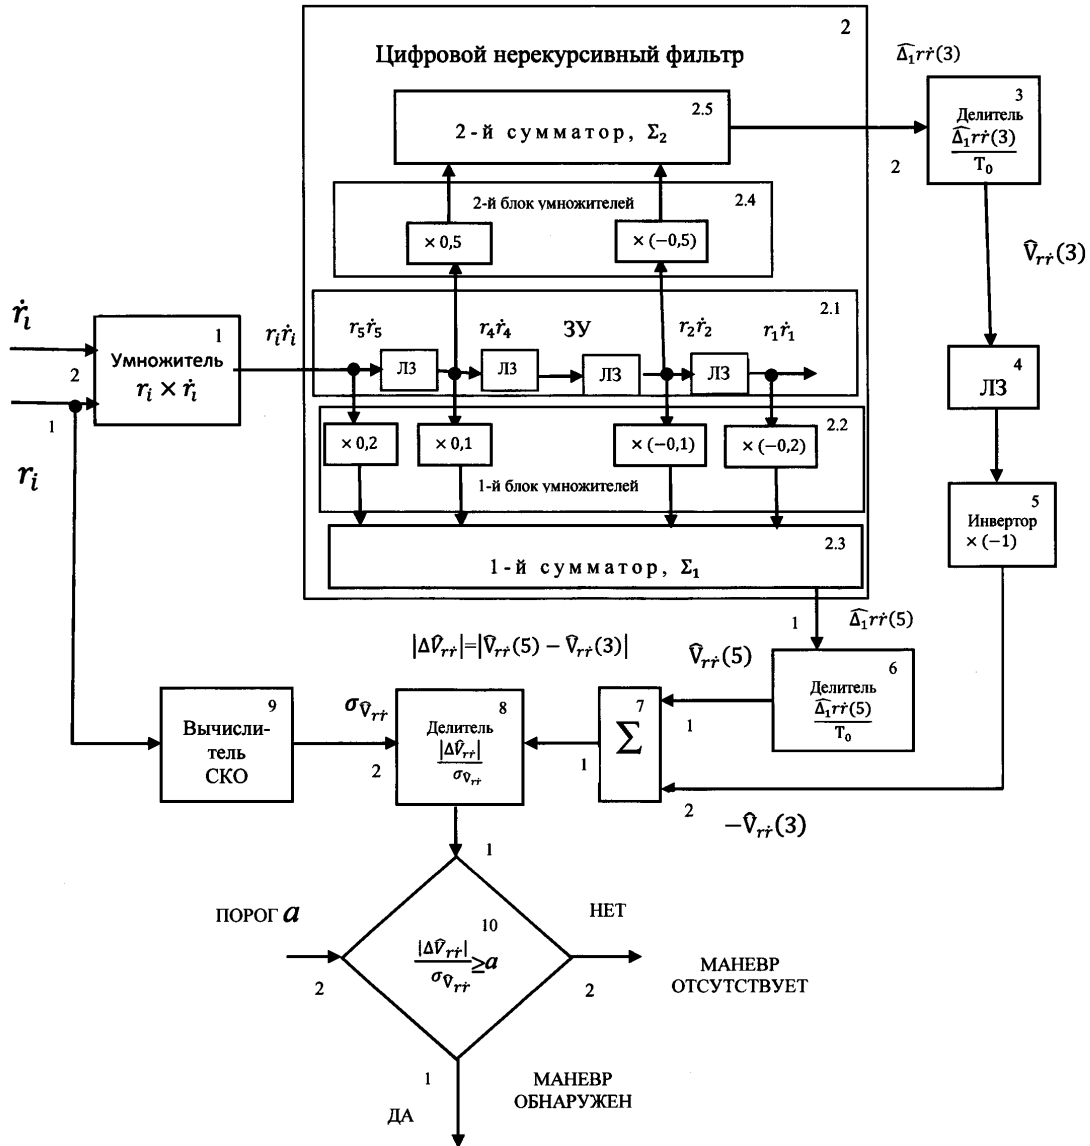 2
Цифровой нерекурсивный фильтр
2.5
2-й сумматор, Σ₂
2.4
2-й блок умножителей
× 0,5
× (−0,5)
2.1
r₅ṙ₅
r₄ṙ₄
ЗУ
r₂ṙ₂
r₁ṙ₁
ЛЗ
ЛЗ
ЛЗ
ЛЗ
2.2
× 0,2
× 0,1
× (−0,1)
× (−0,2)
1-й блок умножителей
2.3
1-й сумматор, Σ₁
ṙᵢ
2
1
rᵢ
1
Умножитель
rᵢ × ṙᵢ
rᵢṙᵢ
Δ̂₁rṙ(3)
2
3
Делитель
Δ̂₁rṙ(3)
T₀
V̂rṙ(3)
4
ЛЗ
5
Инвертор
× (−1)
1
Δ̂₁rṙ(5)
|ΔV̂rṙ|=|V̂rṙ(5) − V̂rṙ(3)|
V̂rṙ(5)
6
Делитель
Δ̂₁rṙ(5)
T₀
1
7
Σ
2
−V̂rṙ(3)
1
9
Вычисли-
тель
СКО
σV̂rṙ
2
8
Делитель
|ΔV̂rṙ|
σV̂rṙ
1
ПОРОГ a
2
10
|ΔV̂rṙ|
σV̂rṙ ≥a
НЕТ
2
МАНЕВР
ОТСУТСТВУЕТ
1
ДА
МАНЕВР
ОБНАРУЖЕН